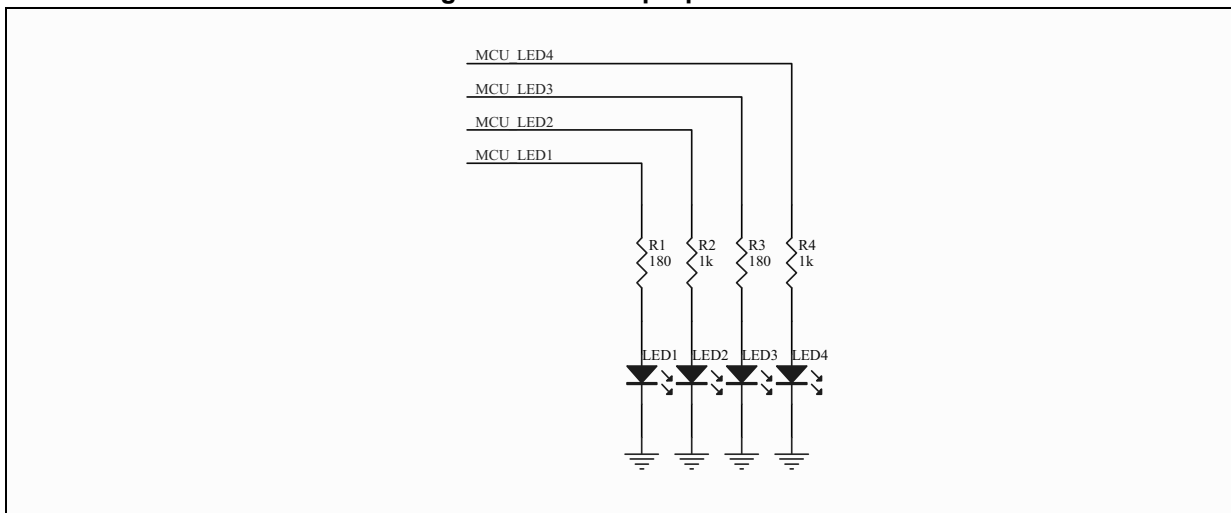 MCU_LED4
MCU_LED3
MCU_LED2
MCU_LED1
R1 R2 R3 R4
180 1k 180 1k
LED1 LED2 LED3 LED4